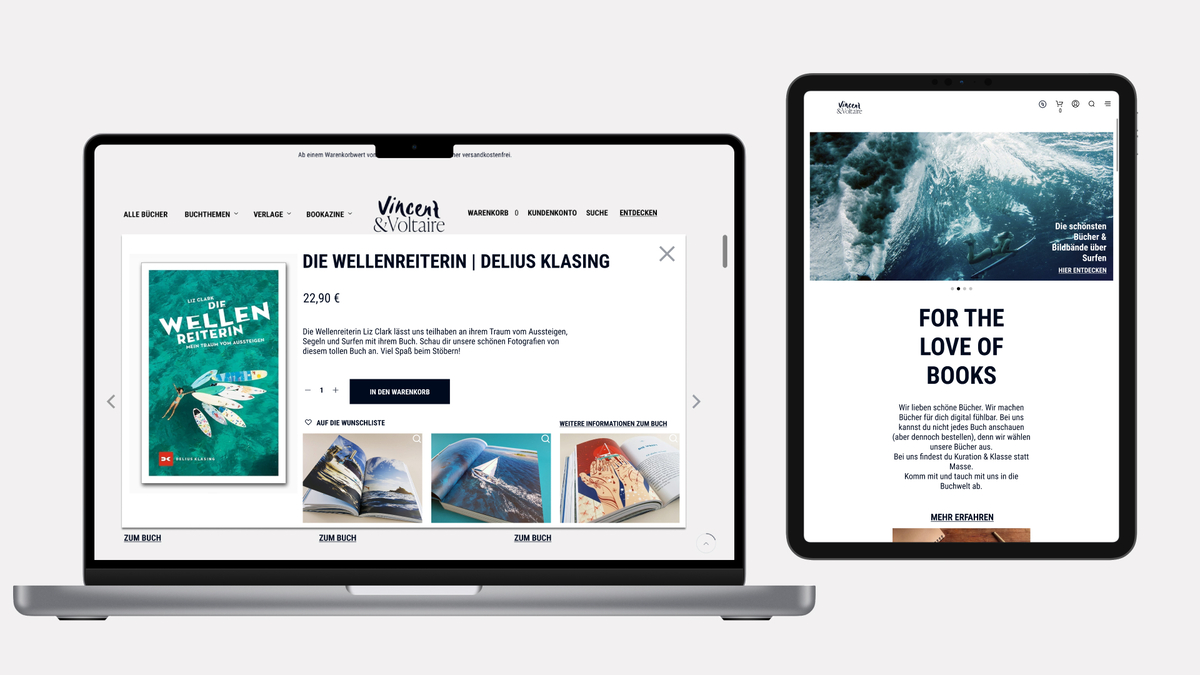 Ab einem Warenkorbwert von
her versandkostenfrei.
ALLE BÜCHER
BUCHTHEMEN
VERLAGE
BOOKAZINE
Vincent
&Voltaire
WARENKORB 0
KUNDENKONTO
SUCHE
ENTDECKEN
DIE WELLENREITERIN | DELIUS KLASING
22,90 €
Die Wellenreiterin Liz Clark lässt uns teilhaben an ihrem Traum vom Aussteigen,
Segeln und Surfen mit ihrem Buch. Schau dir unsere schönen Fotografien von
diesem tollen Buch an. Viel Spaß beim Stöbern!
− 1 +
IN DEN WARENKORB
AUF DIE WUNSCHLISTE
WEITERE INFORMATIONEN ZUM BUCH
LIZ CLARK
DIE
WELLEN
REITERIN
MEIN TRAUM VOM AUSSTEIGEN
DELIUS KLASING
ZUM BUCH
ZUM BUCH
ZUM BUCH
Vincent
&Voltaire
0
Die schönsten
Bücher &
Bildbände über
Surfen
HIER ENTDECKEN
FOR THE
LOVE OF
BOOKS
Wir lieben schöne Bücher. Wir machen
Bücher für dich digital fühlbar. Bei uns
kannst du nicht jedes Buch anschauen
(aber dennoch bestellen), denn wir wählen
unsere Bücher aus.
Bei uns findest du Kuration & Klasse statt
Masse.
Komm mit und tauch mit uns in die
Buchwelt ab.
MEHR ERFAHREN